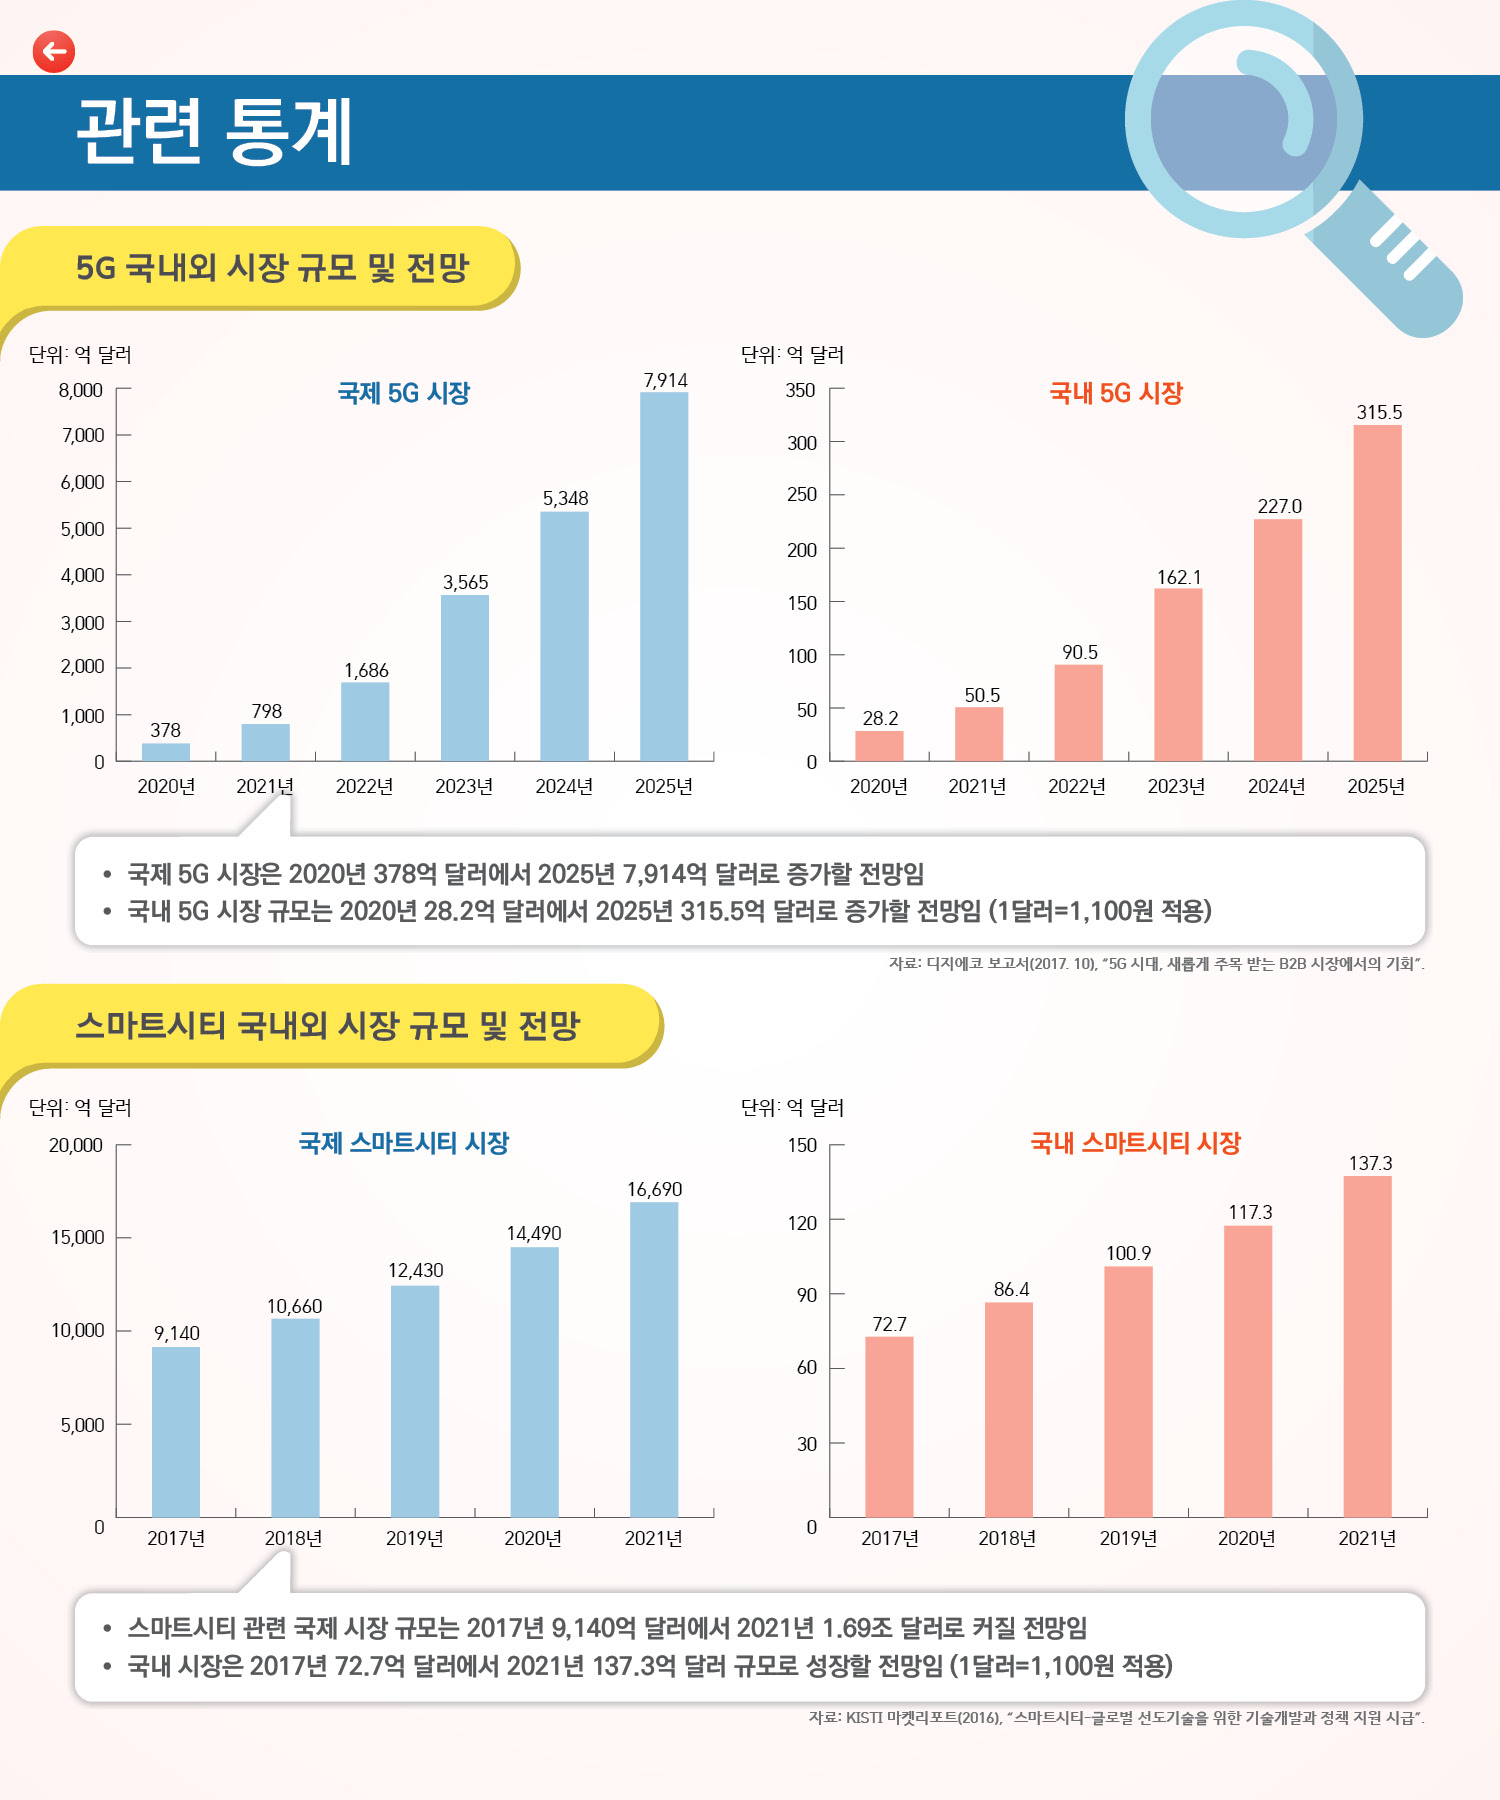 관련 통계
5G 국내외 시장 규모 및 전망
단위: 억 달러
국제 5G 시장
8,000
7,000
6,000
5,000
4,000
3,000
2,000
1,000
0
378
798
1,686
3,565
5,348
7,914
2020년 2021년 2022년 2023년 2024년 2025년
단위: 억 달러
국내 5G 시장
350
300
250
200
150
100
50
0
28.2
50.5
90.5
162.1
227.0
315.5
2020년 2021년 2022년 2023년 2024년 2025년
• 국제 5G 시장은 2020년 378억 달러에서 2025년 7,914억 달러로 증가할 전망임
• 국내 5G 시장 규모는 2020년 28.2억 달러에서 2025년 315.5억 달러로 증가할 전망임 (1달러=1,100원 적용)
자료: 디지에코 보고서(2017. 10), “5G 시대, 새롭게 주목 받는 B2B 시장에서의 기회”.
스마트시티 국내외 시장 규모 및 전망
단위: 억 달러
국제 스마트시티 시장
20,000
15,000
10,000
5,000
0
9,140
10,660
12,430
14,490
16,690
2017년 2018년 2019년 2020년 2021년
단위: 억 달러
국내 스마트시티 시장
150
120
90
60
30
0
72.7
86.4
100.9
117.3
137.3
2017년 2018년 2019년 2020년 2021년
• 스마트시티 관련 국제 시장 규모는 2017년 9,140억 달러에서 2021년 1.69조 달러로 커질 전망임
• 국내 시장은 2017년 72.7억 달러에서 2021년 137.3억 달러 규모로 성장할 전망임 (1달러=1,100원 적용)
자료: KISTI 마켓리포트(2016), “스마트시티-글로벌 선도기술을 위한 기술개발과 정책 지원 시급”.